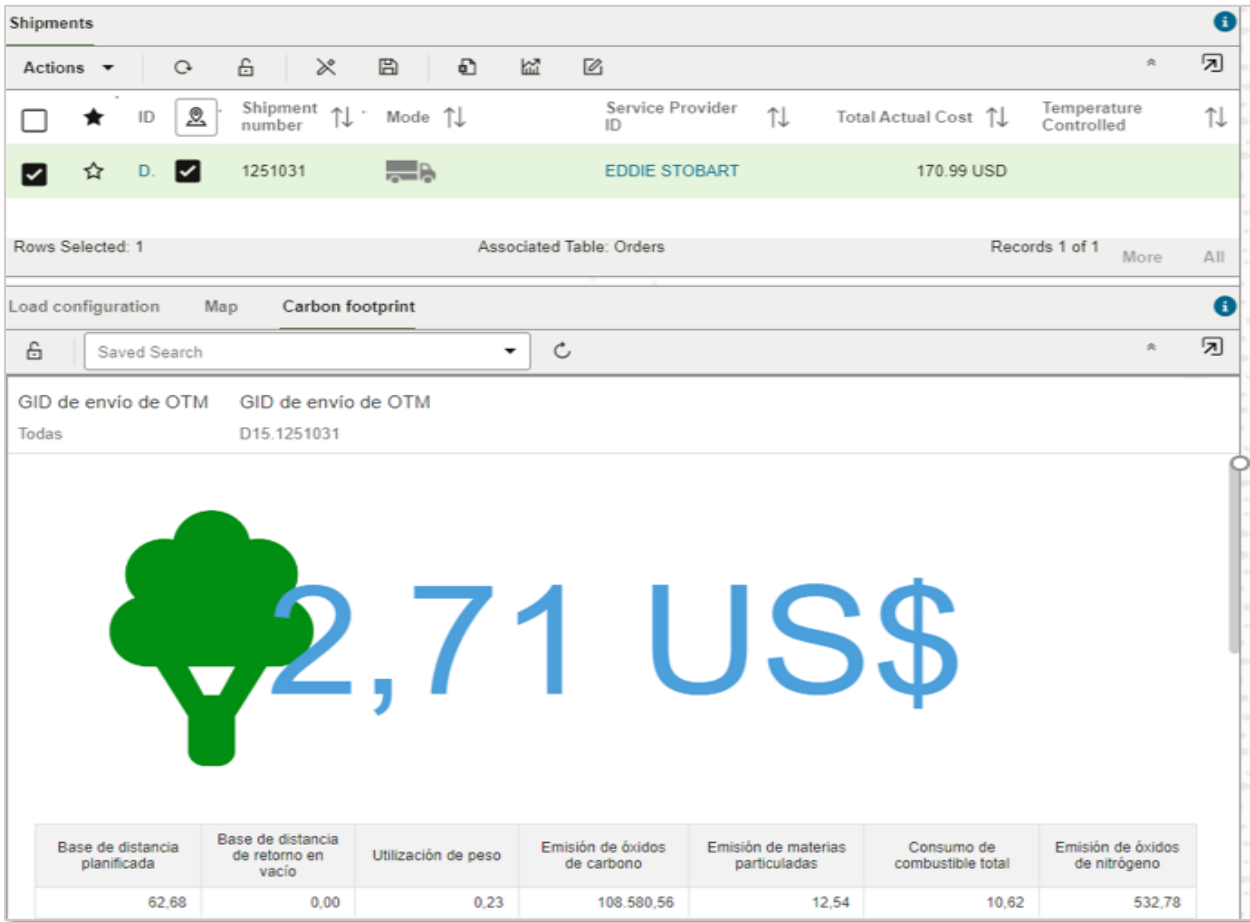 Shipments
Actions
ID Shipment number Mode Service Provider ID Total Actual Cost Temperature Controlled
D. 1251031 EDDIE STOBART 170.99 USD
Rows Selected: 1 Associated Table: Orders Records 1 of 1 More All
Load configuration Map Carbon footprint
Saved Search
GID de envío de OTM GID de envío de OTM
Todas D15.1251031
2,71 US$
Base de distancia planificada Base de distancia de retorno en vacío Utilización de peso Emisión de óxidos de carbono Emisión de materias particuladas Consumo de combustible total Emisión de óxidos de nitrógeno
62,68 0,00 0,23 108.580,56 12,54 10,62 532,78